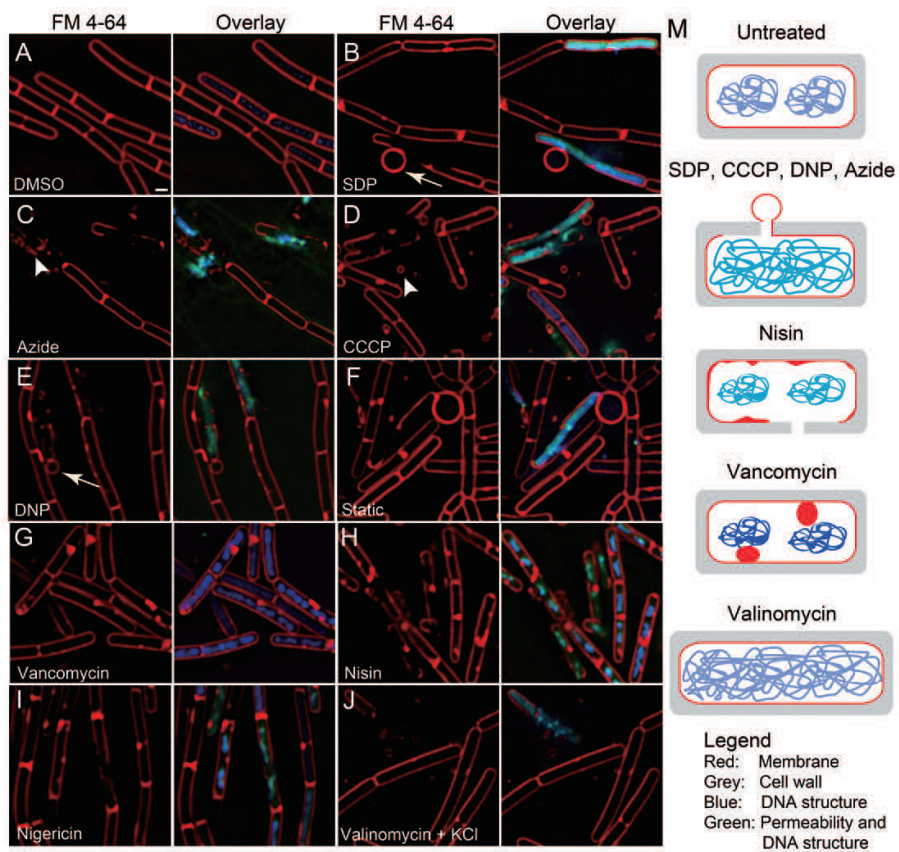 FM 4-64 Overlay FM 4-64 Overlay M
Untreated
A B
DMSO SDP
SDP, CCCP, DNP, Azide
C D
Azide CCCP
Nisin
E F
DNP Static
Vancomycin
G H
Vancomycin Nisin
Valinomycin
I J
Nigericin Valinomycin + KCl
Legend
Red: Membrane
Grey: Cell wall
Blue: DNA structure
Green: Permeability and
DNA structure